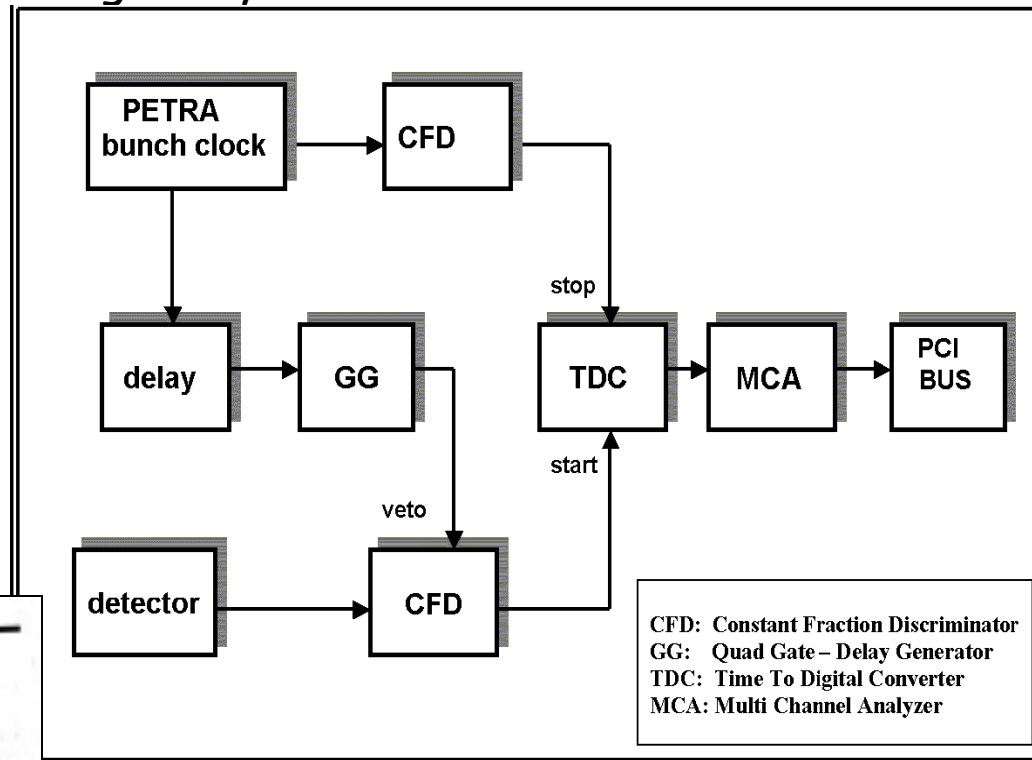 PETRA
bunch clock
CFD
stop
delay
GG
TDC
MCA
PCI
BUS
start
veto
detector
CFD
CFD: Constant Fraction Discriminator
GG: Quad Gate – Delay Generator
TDC: Time To Digital Converter
MCA: Multi Channel Analyzer